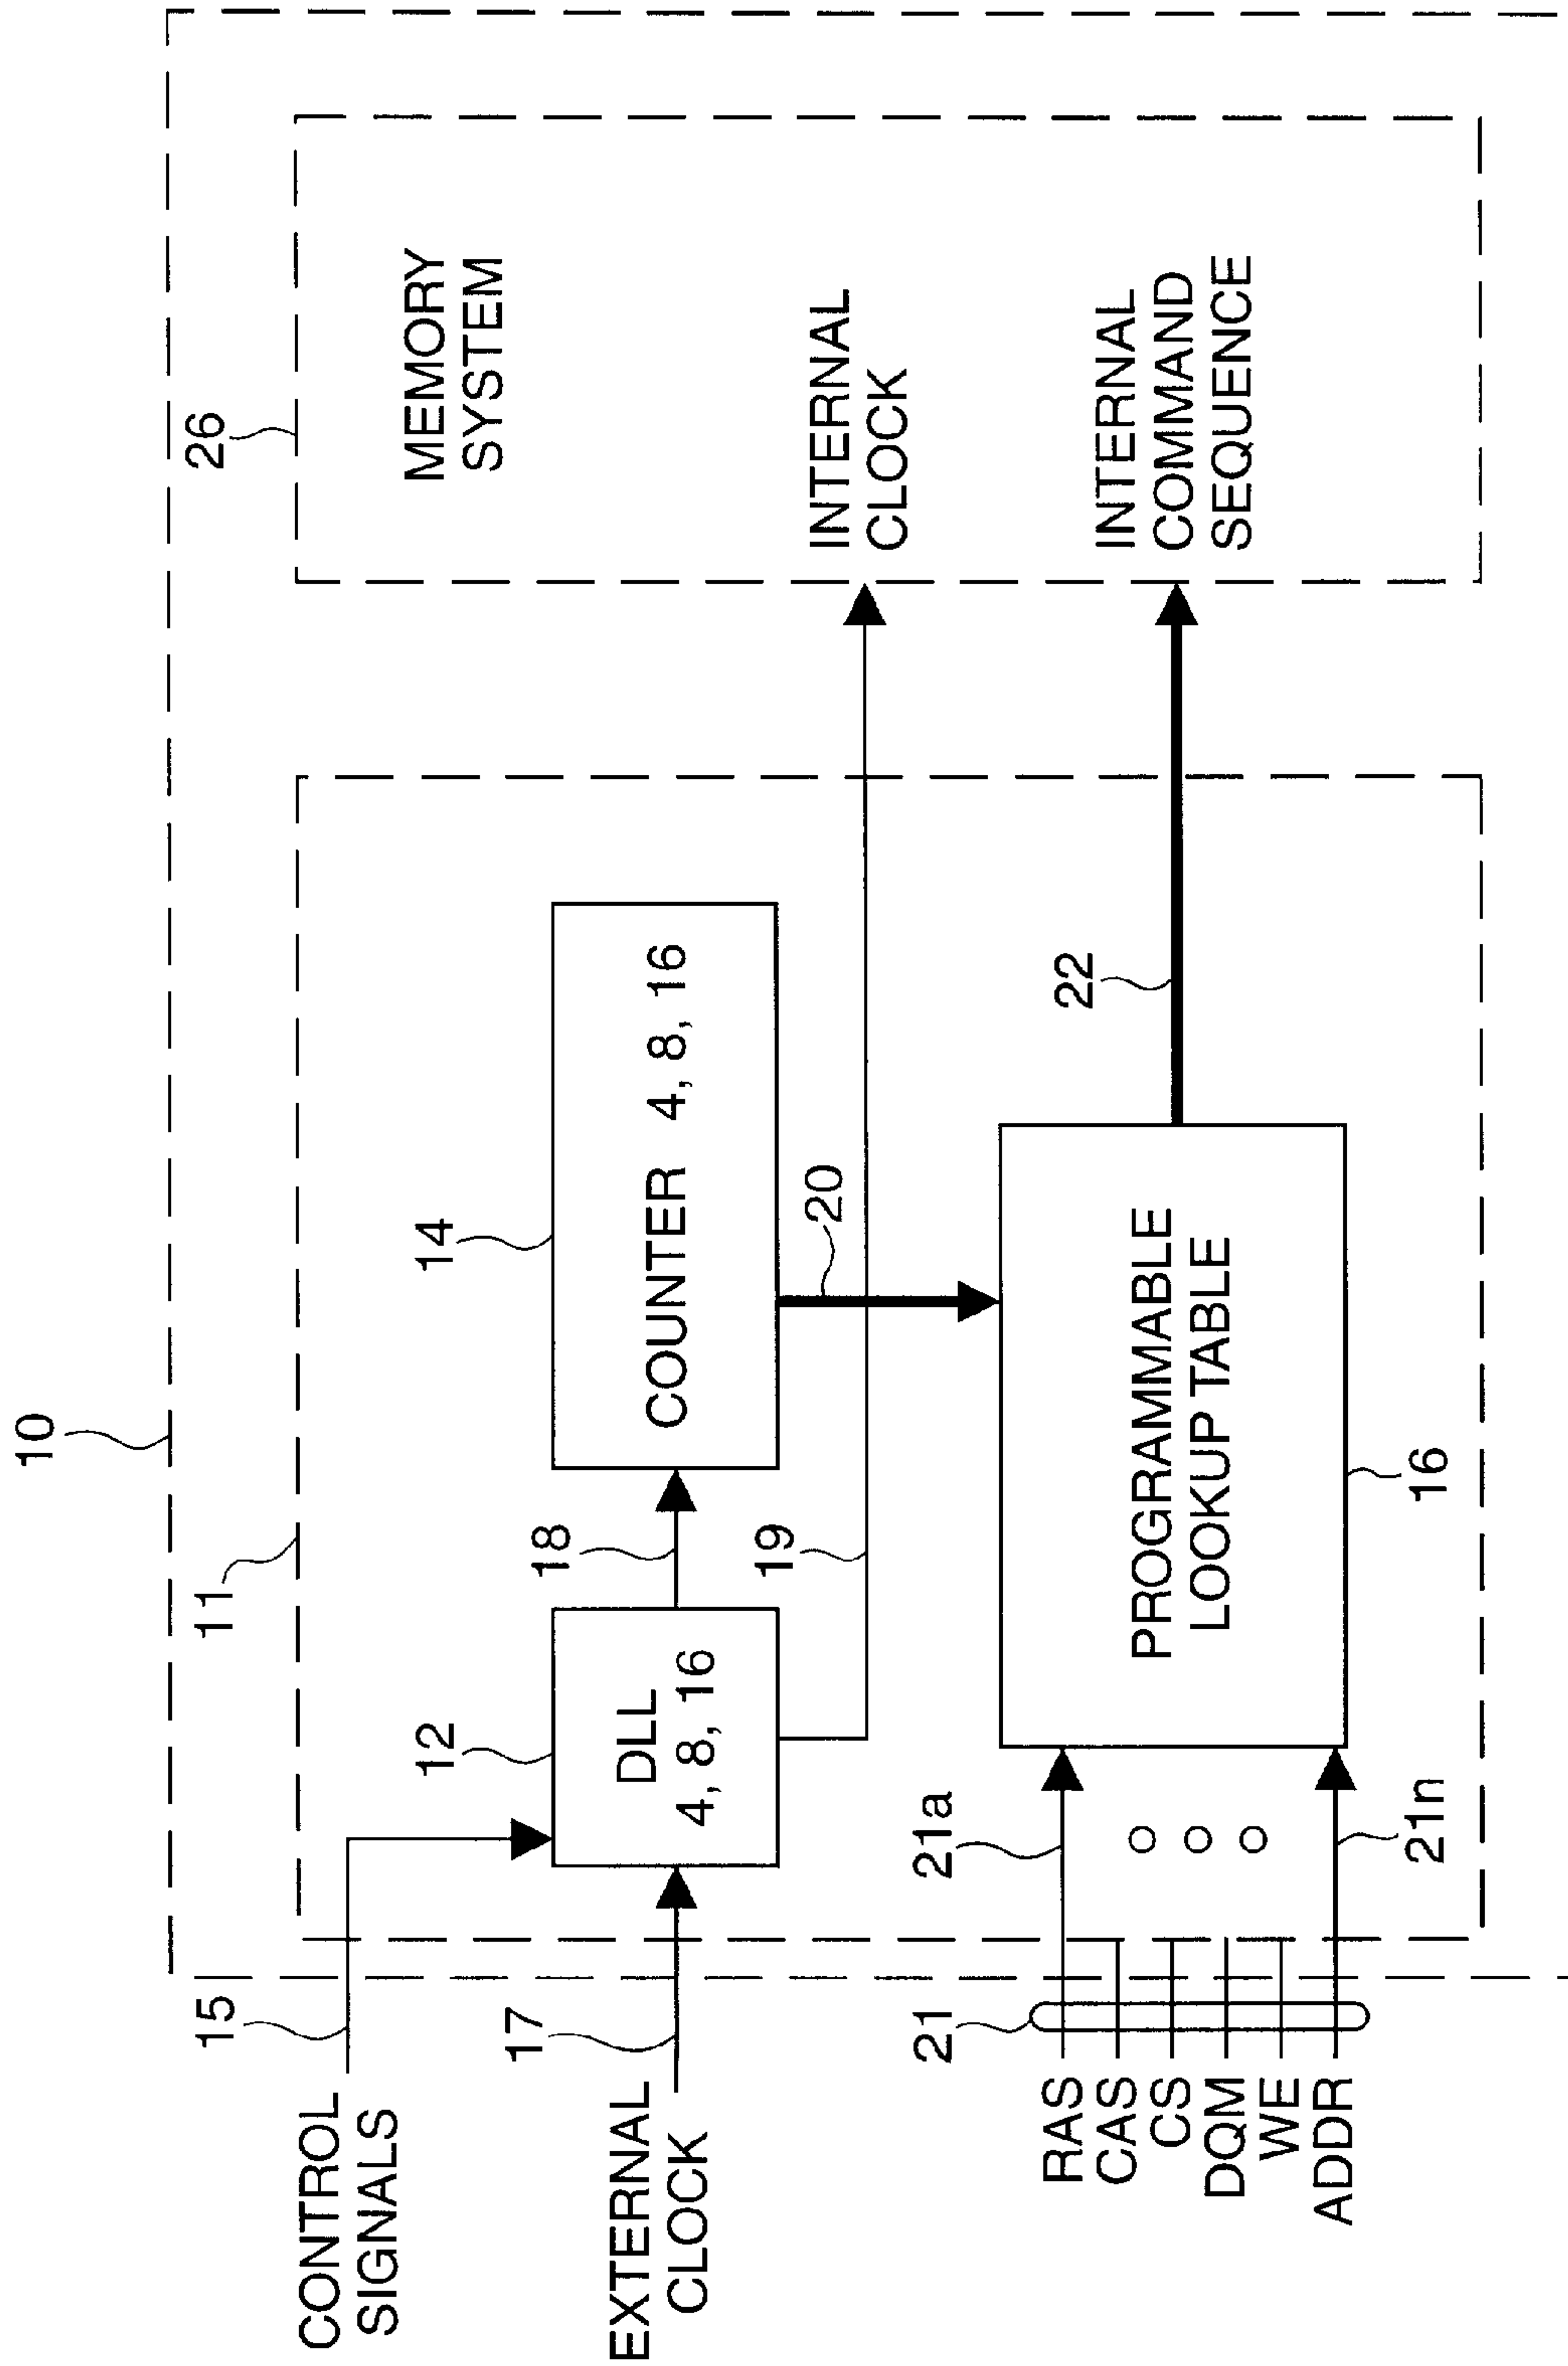 10
11
26
CONTROL
SIGNALS
15
12
14
MEMORY
SYSTEM
EXTERNAL
CLOCK
17
DLL
4, 8, 16
18
COUNTER 4, 8, 16
19
20
INTERNAL
CLOCK
21
21a
22
RAS
CAS
CS
DQM
WE
ADDR
PROGRAMMABLE
LOOKUP TABLE
INTERNAL
COMMAND
SEQUENCE
21n
16